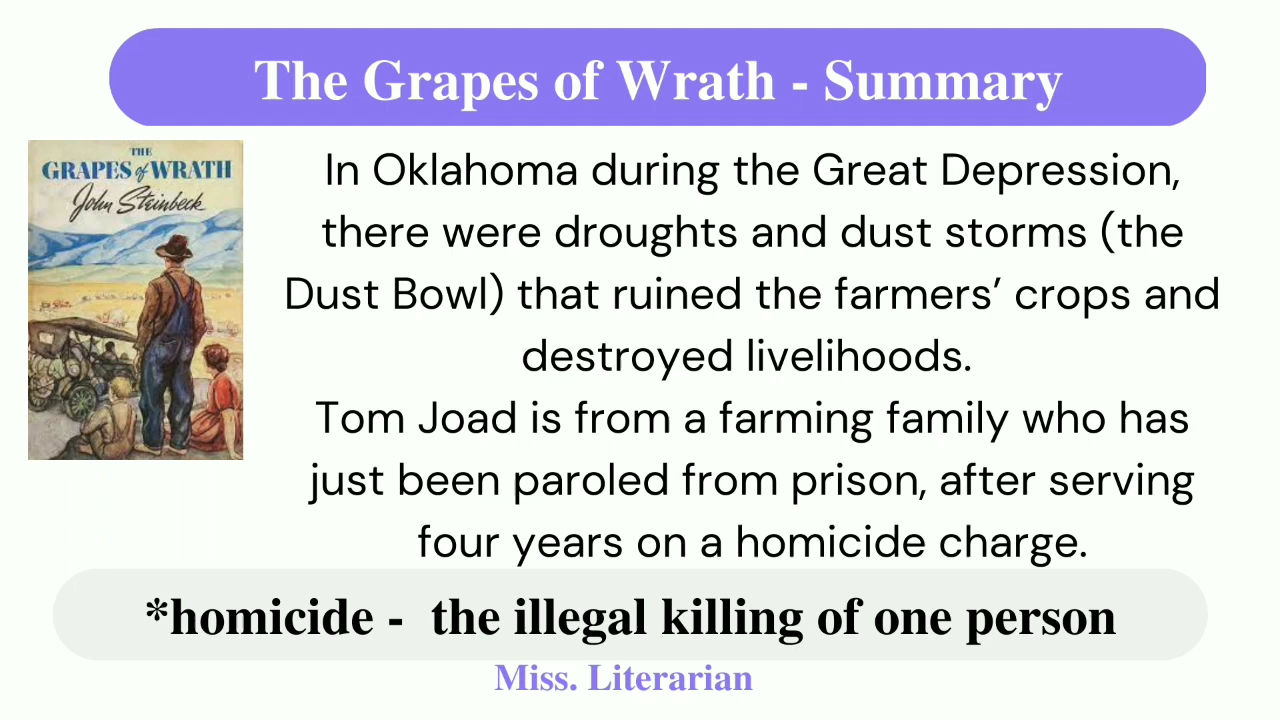 The Grapes of Wrath - Summary
THE
GRAPES of WRATH
John Steinbeck
In Oklahoma during the Great Depression,
there were droughts and dust storms (the
Dust Bowl) that ruined the farmers’ crops and
destroyed livelihoods.
Tom Joad is from a farming family who has
just been paroled from prison, after serving
four years on a homicide charge.
*homicide - the illegal killing of one person
Miss. Literarian